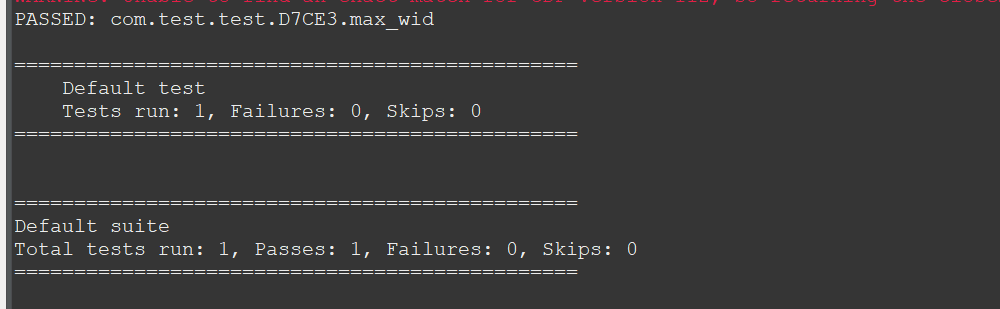 PASSED: com.test.test.D7CE3.max_wid
===============================================
Default test
Tests run: 1, Failures: 0, Skips: 0
===============================================
===============================================
Default suite
Total tests run: 1, Passes: 1, Failures: 0, Skips: 0
===============================================